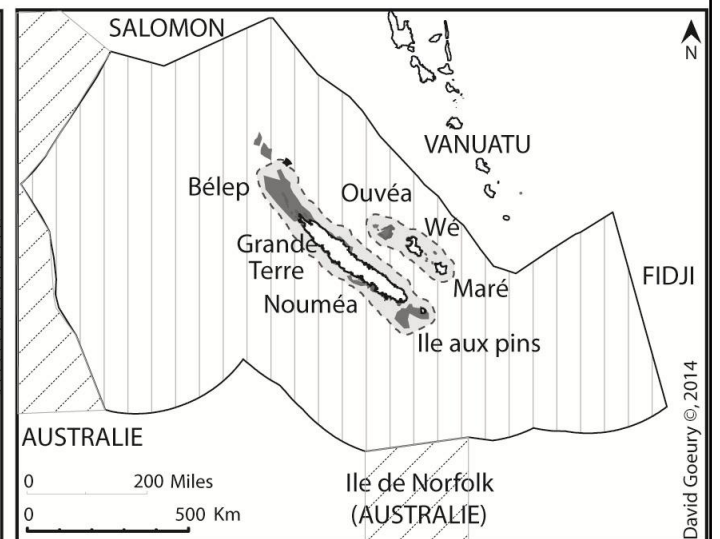 SALOMON
N
VANUATU
Bélep
Ouvéa
Wé
Grande
Terre
Maré
FIDJI
Nouméa
Ile aux pins
AUSTRALIE
0 200 Miles
0 500 Km
Ile de Norfolk
(AUSTRALIE)
David Goeury ©, 2014